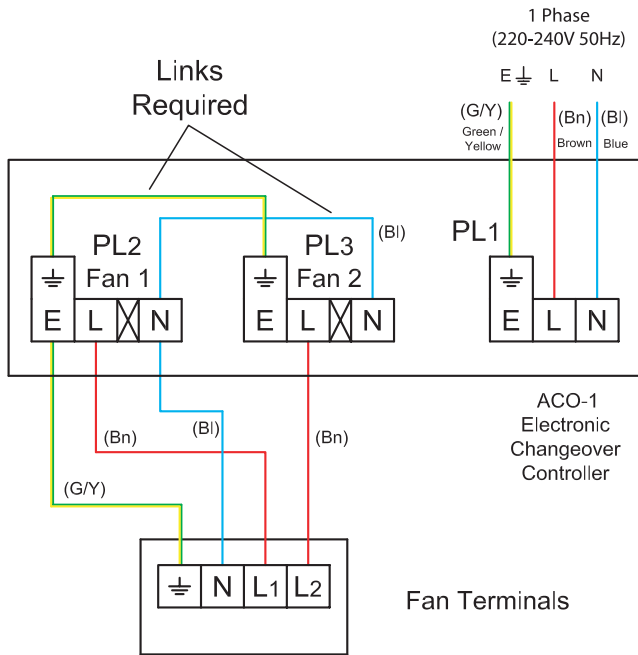 1 Phase
(220-240V 50Hz)
E L N
Links
Required
(G/Y)
Green /
Yellow
(Bn)
Brown
(Bl)
Blue
PL2
Fan 1
PL3
Fan 2
(Bl)
PL1
E L N
E L N
E L N
ACO-1
Electronic
Changeover
Controller
(Bn)
(Bl)
(Bn)
(G/Y)
N L1 L2
Fan Terminals